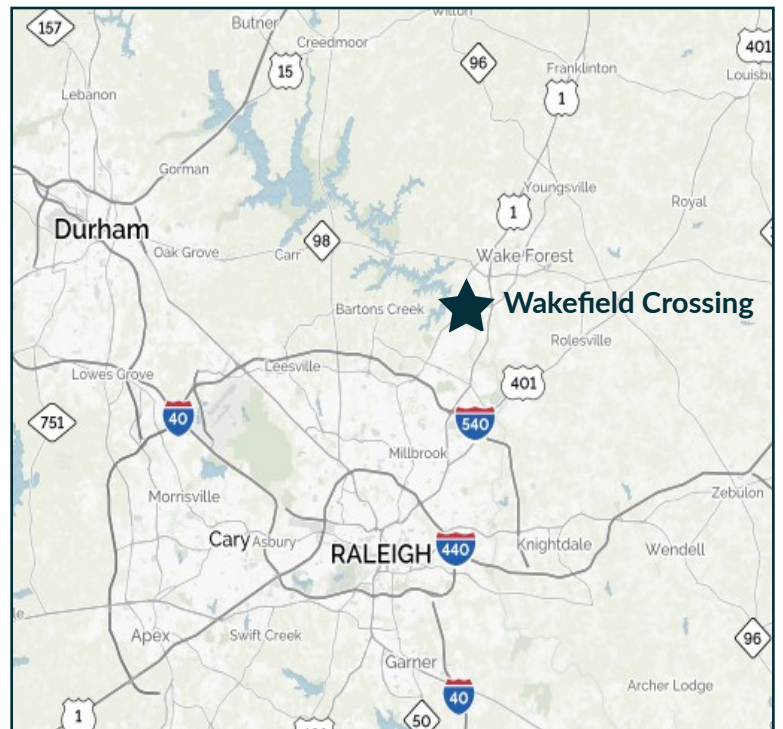 157
Butner
Wilton
Creedmoor
15
96
401
Franklinton
Lebanon
1
Gorman
Youngsville
Royal
1
Durham
98
Oak Grove
Carr
Wake Forest
Bartons Creek
Wakefield Crossing
Rolesville
Lowes Grove
Leesville
401
40
751
540
Millbrook
Morrisville
Zebulon
Cary
Asbury
RALEIGH
440
Knightdale
Wendell
Apex
Swift Creek
96
Garner
Archer Lodge
40
1
50